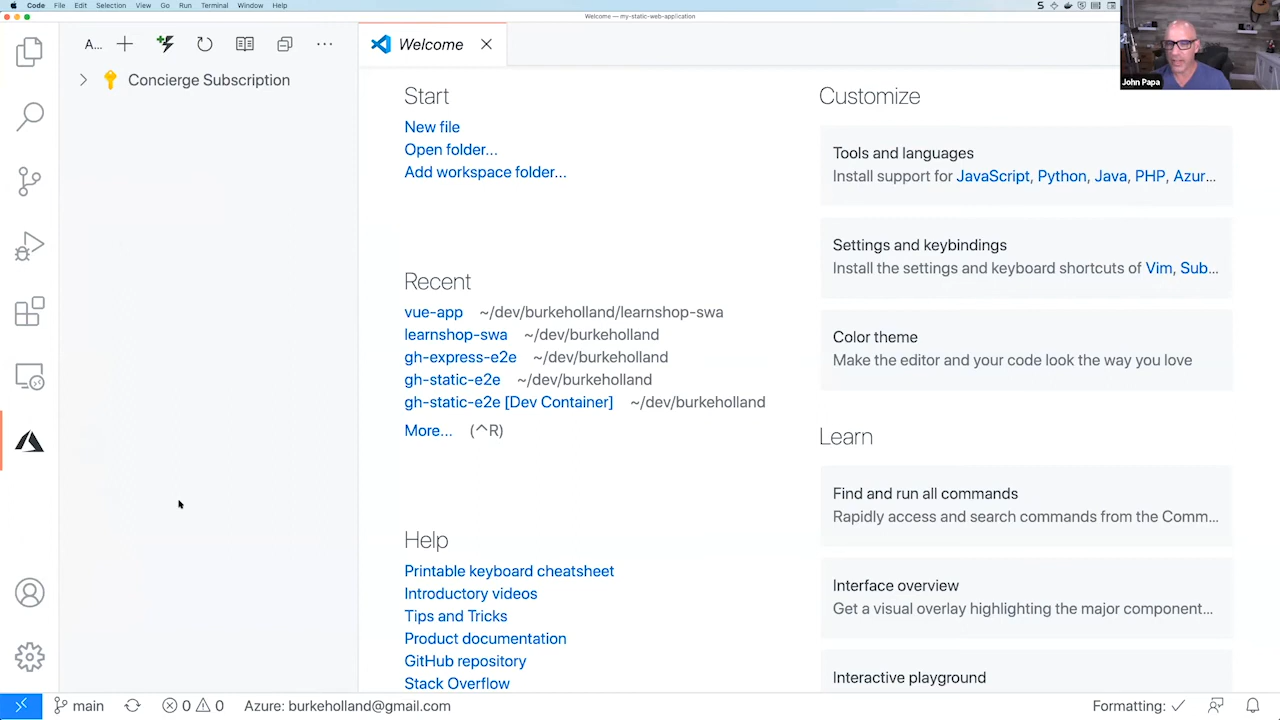 Code File Edit Selection View Go Run Terminal Window Help
Welcome — my-static-web-application
John Papa
A...
Concierge Subscription
Welcome
Start
New file
Open folder...
Add workspace folder...
Recent
vue-app ~/dev/burkeholland/learnshop-swa
learnshop-swa ~/dev/burkeholland
gh-express-e2e ~/dev/burkeholland
gh-static-e2e ~/dev/burkeholland
gh-static-e2e [Dev Container] ~/dev/burkeholland
More... (^R)
Help
Printable keyboard cheatsheet
Introductory videos
Tips and Tricks
Product documentation
GitHub repository
Stack Overflow
Customize
Tools and languages
Install support for JavaScript, Python, Java, PHP, Azur...
Settings and keybindings
Install the settings and keyboard shortcuts of Vim, Sub...
Color theme
Make the editor and your code look the way you love
Learn
Find and run all commands
Rapidly access and search commands from the Comm...
Interface overview
Get a visual overlay highlighting the major component...
Interactive playground
main 0 0 Azure: burkeholland@gmail.com Formatting: ✓